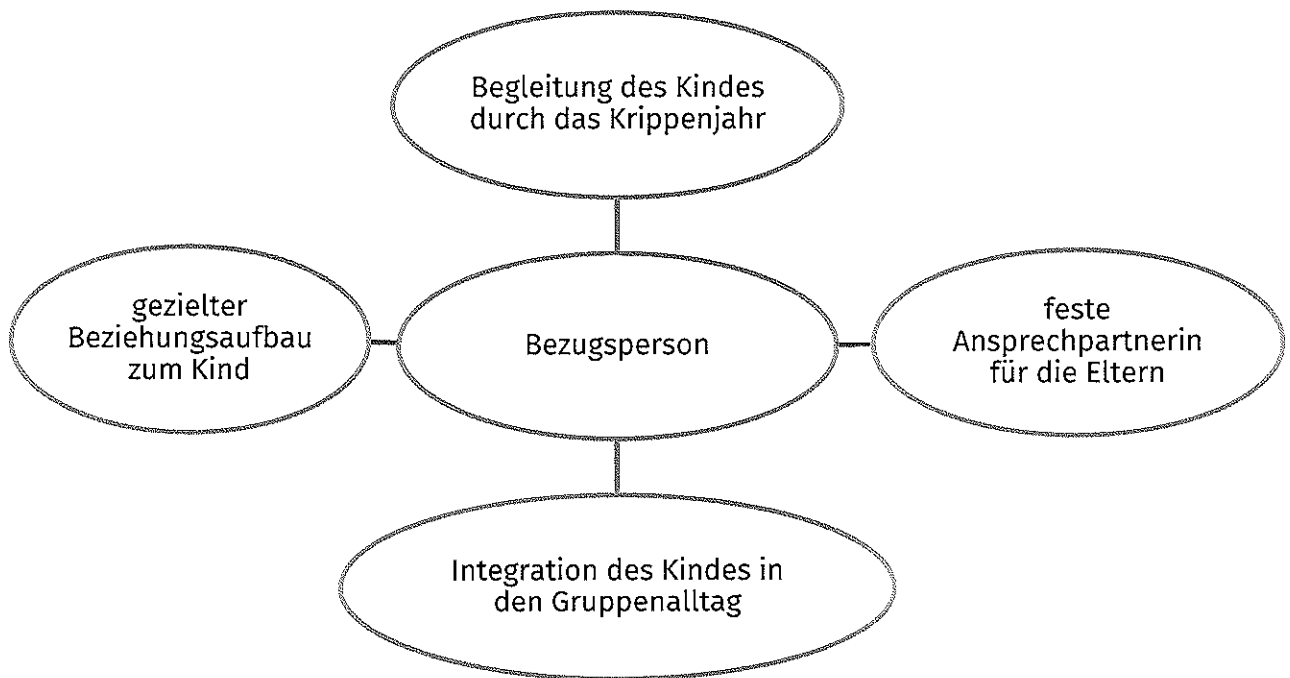 Begleitung des Kindes
durch das Krippenjahr
gezielter
Beziehungsaufbau
zum Kind
Bezugsperson
feste
Ansprechpartnerin
für die Eltern
Integration des Kindes in
den Gruppenalltag